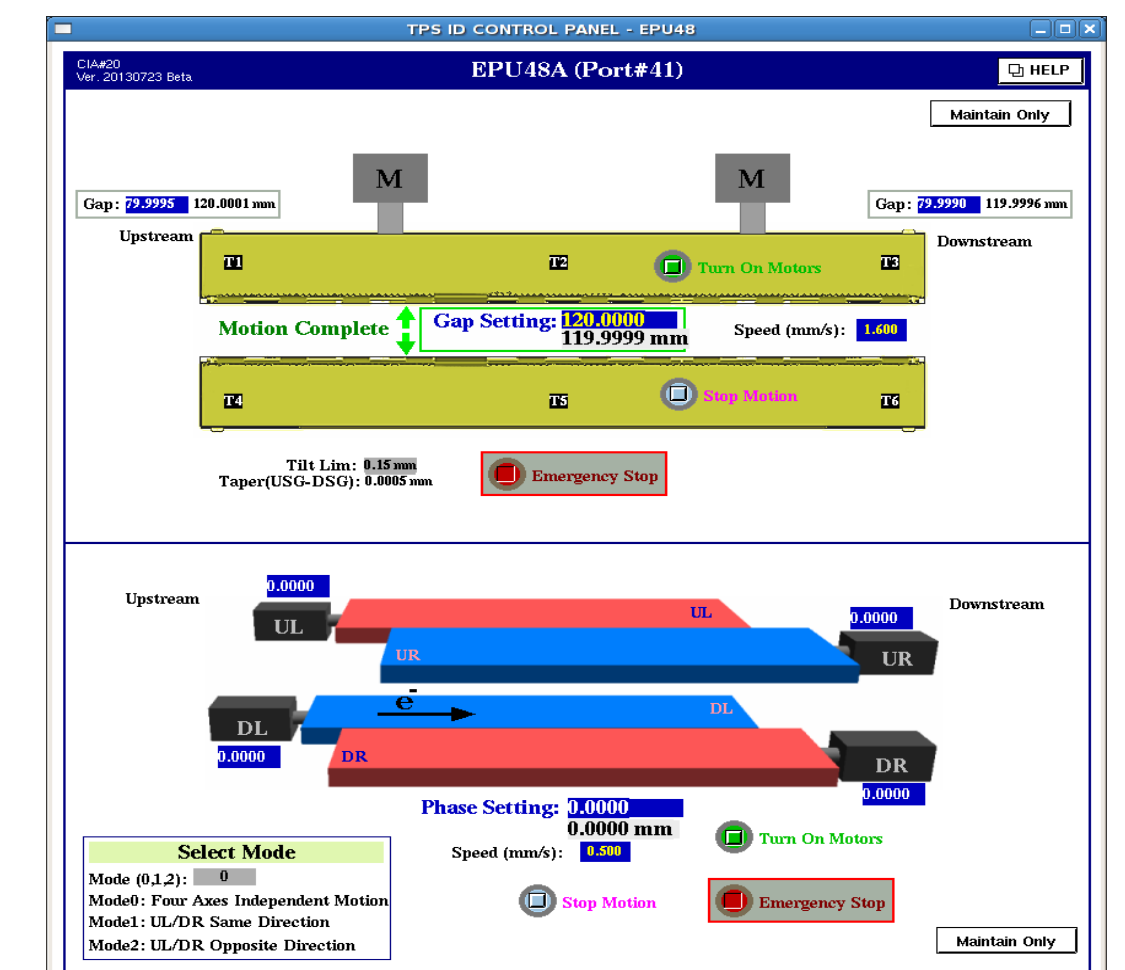 TPS ID CONTROL PANEL - EPU48
CIA#20
Ver. 20130723 Beta
EPU48A (Port#41)
HELP
Maintain Only
M
M
Gap: 79.9995 120.0001 mm
Gap: 79.9990 119.9996 mm
Upstream
Downstream
T1
T2
Turn On Motors
T3
Motion Complete
Gap Setting: 120.0000
119.9999 mm
Speed (mm/s): 1.600
T4
T5
Stop Motion
T6
Tilt Lim: 0.15 mm
Taper(USG-DSG): 0.0005 mm
Emergency Stop
0.0000
Upstream
Downstream
UL
UL
0.0000
UR
UR
e-
DL
DL
0.0000
DR
DR
0.0000
Phase Setting: 0.0000
0.0000 mm
Speed (mm/s): 0.500
Turn On Motors
Select Mode
Mode (0,1,2): 0
Mode0: Four Axes Independent Motion
Mode1: UL/DR Same Direction
Mode2: UL/DR Opposite Direction
Stop Motion
Emergency Stop
Maintain Only